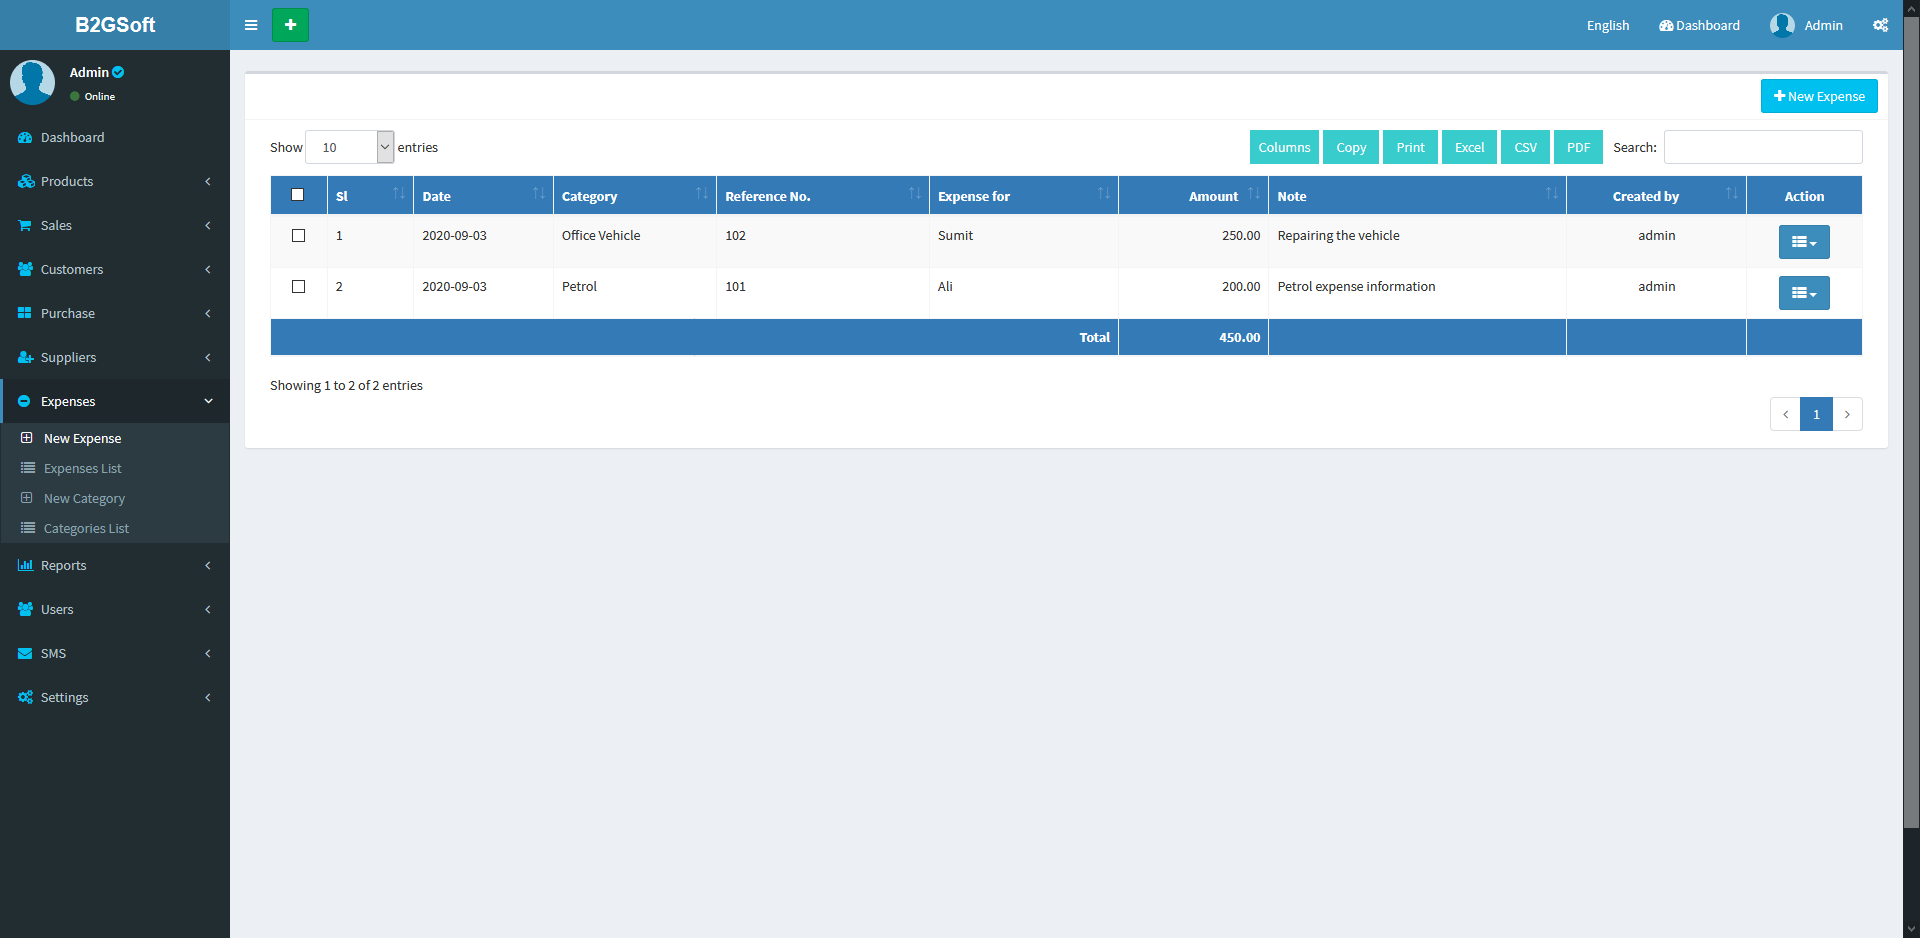 B2GSoft
English Dashboard Admin
Admin
Online
Dashboard
Products
Sales
Customers
Purchase
Suppliers
Expenses
New Expense
Expenses List
New Category
Categories List
Reports
Users
SMS
Settings
New Expense
Show 10 entries
Columns Copy Print Excel CSV PDF Search:
Sl Date Category Reference No. Expense for Amount Note Created by Action
1 2020-09-03 Office Vehicle 102 Sumit 250.00 Repairing the vehicle admin
2 2020-09-03 Petrol 101 Ali 200.00 Petrol expense information admin
Total 450.00
Showing 1 to 2 of 2 entries
1